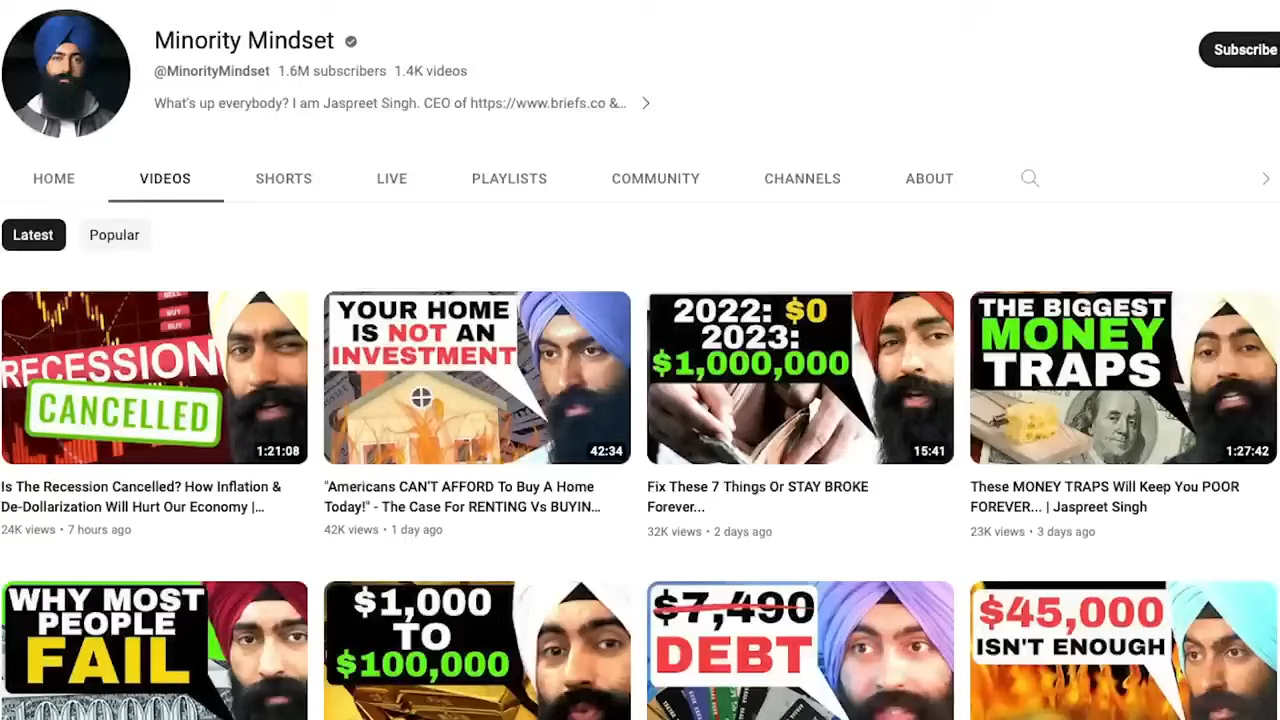 Minority Mindset
@MinorityMindset 1.6M subscribers 1.4K videos
What's up everybody? I am Jaspreet Singh. CEO of https://www.briefs.co &...
Subscribe
HOME VIDEOS SHORTS LIVE PLAYLISTS COMMUNITY CHANNELS ABOUT
Latest Popular
SELL
BUY
BUY
RECESSION
CANCELLED
1:21:08
YOUR HOME
IS NOT AN
INVESTMENT
42:34
2022: $0
2023:
$1,000,000
15:41
THE BIGGEST
MONEY
TRAPS
1:27:42
Is The Recession Cancelled? How Inflation &
De-Dollarization Will Hurt Our Economy |...
24K views • 7 hours ago
"Americans CAN'T AFFORD To Buy A Home
Today!" - The Case For RENTING Vs BUYIN...
42K views • 1 day ago
Fix These 7 Things Or STAY BROKE
Forever...
32K views • 2 days ago
These MONEY TRAPS Will Keep You POOR
FOREVER... | Jaspreet Singh
23K views • 3 days ago
WHY MOST
PEOPLE
FAIL
$1,000
TO
$100,000
$7,490
DEBT
$45,000
ISN'T ENOUGH